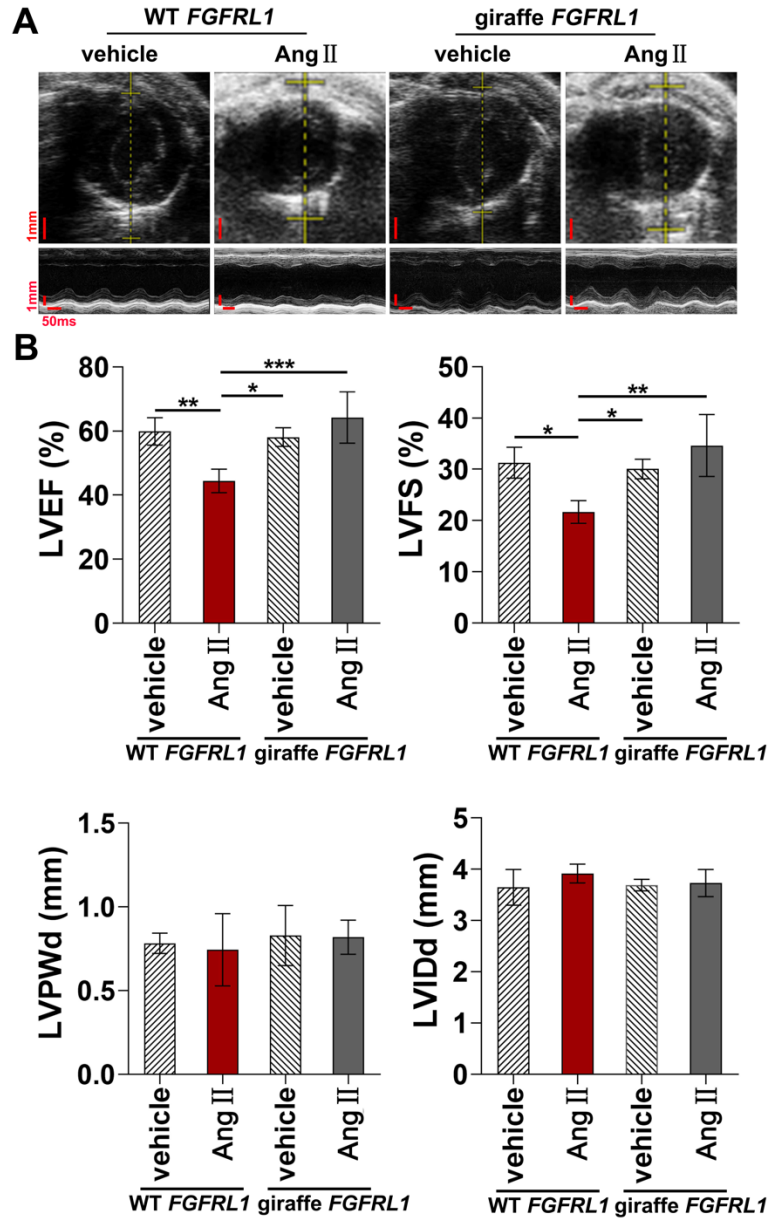 A
WT FGFRL1 giraffe FGFRL1
vehicle Ang Ⅱ vehicle Ang Ⅱ
1mm
1mm
50ms
B
LVEF (%)
80
60
40
20
0
** * ***
vehicle Ang Ⅱ vehicle Ang Ⅱ
WT FGFRL1 giraffe FGFRL1
LVFS (%)
50
40
30
20
10
0
* * **
vehicle Ang Ⅱ vehicle Ang Ⅱ
WT FGFRL1 giraffe FGFRL1
LVPWd (mm)
1.5
1.0
0.5
0.0
vehicle Ang Ⅱ vehicle Ang Ⅱ
WT FGFRL1 giraffe FGFRL1
LVIDd (mm)
5
4
3
2
1
0
vehicle Ang Ⅱ vehicle Ang Ⅱ
WT FGFRL1 giraffe FGFRL1